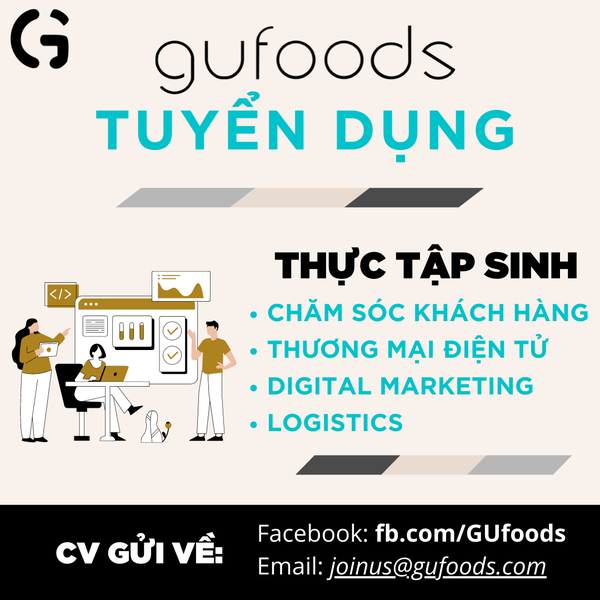 G
gufoods
TUYỂN DỤNG
THỰC TẬP SINH
• CHĂM SÓC KHÁCH HÀNG
• THƯƠNG MẠI ĐIỆN TỬ
• DIGITAL MARKETING
• LOGISTICS
</>
CV GỬI VỀ:
Facebook: fb.com/GUfoods
Email: joinus@gufoods.com